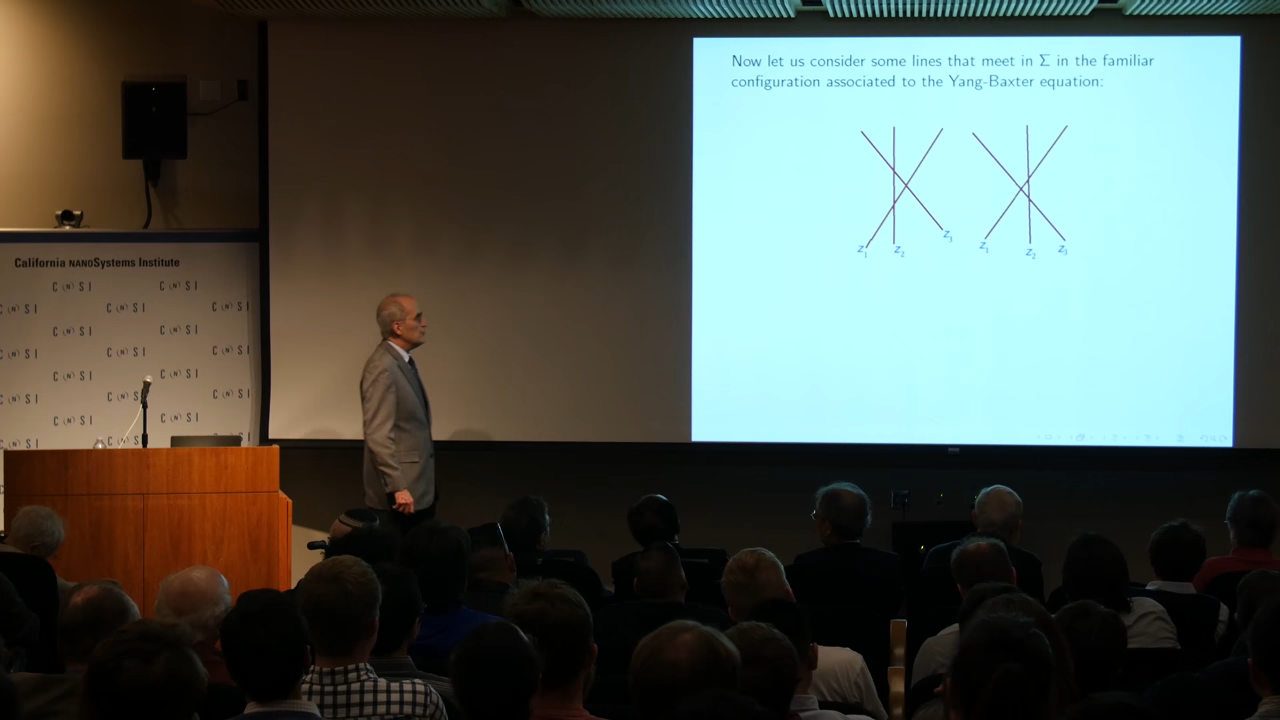 Now let us consider some lines that meet in Σ in the familiar
configuration associated to the Yang-Baxter equation:
z₁ z₂ z₃ z₁ z₂ z₃
California NANOSystems Institute
C (N) S I C (N) S I
C (N) S I C (N) S I C (N) S I
C (N) S I C (N) S I
C (N) S I C (N) S I C (N) S I
C (N) S I C (N) S I
C (N) S I C (N) S I C (N) S I
C (N) S I C (N) S I
C (N) S I C (N) S I